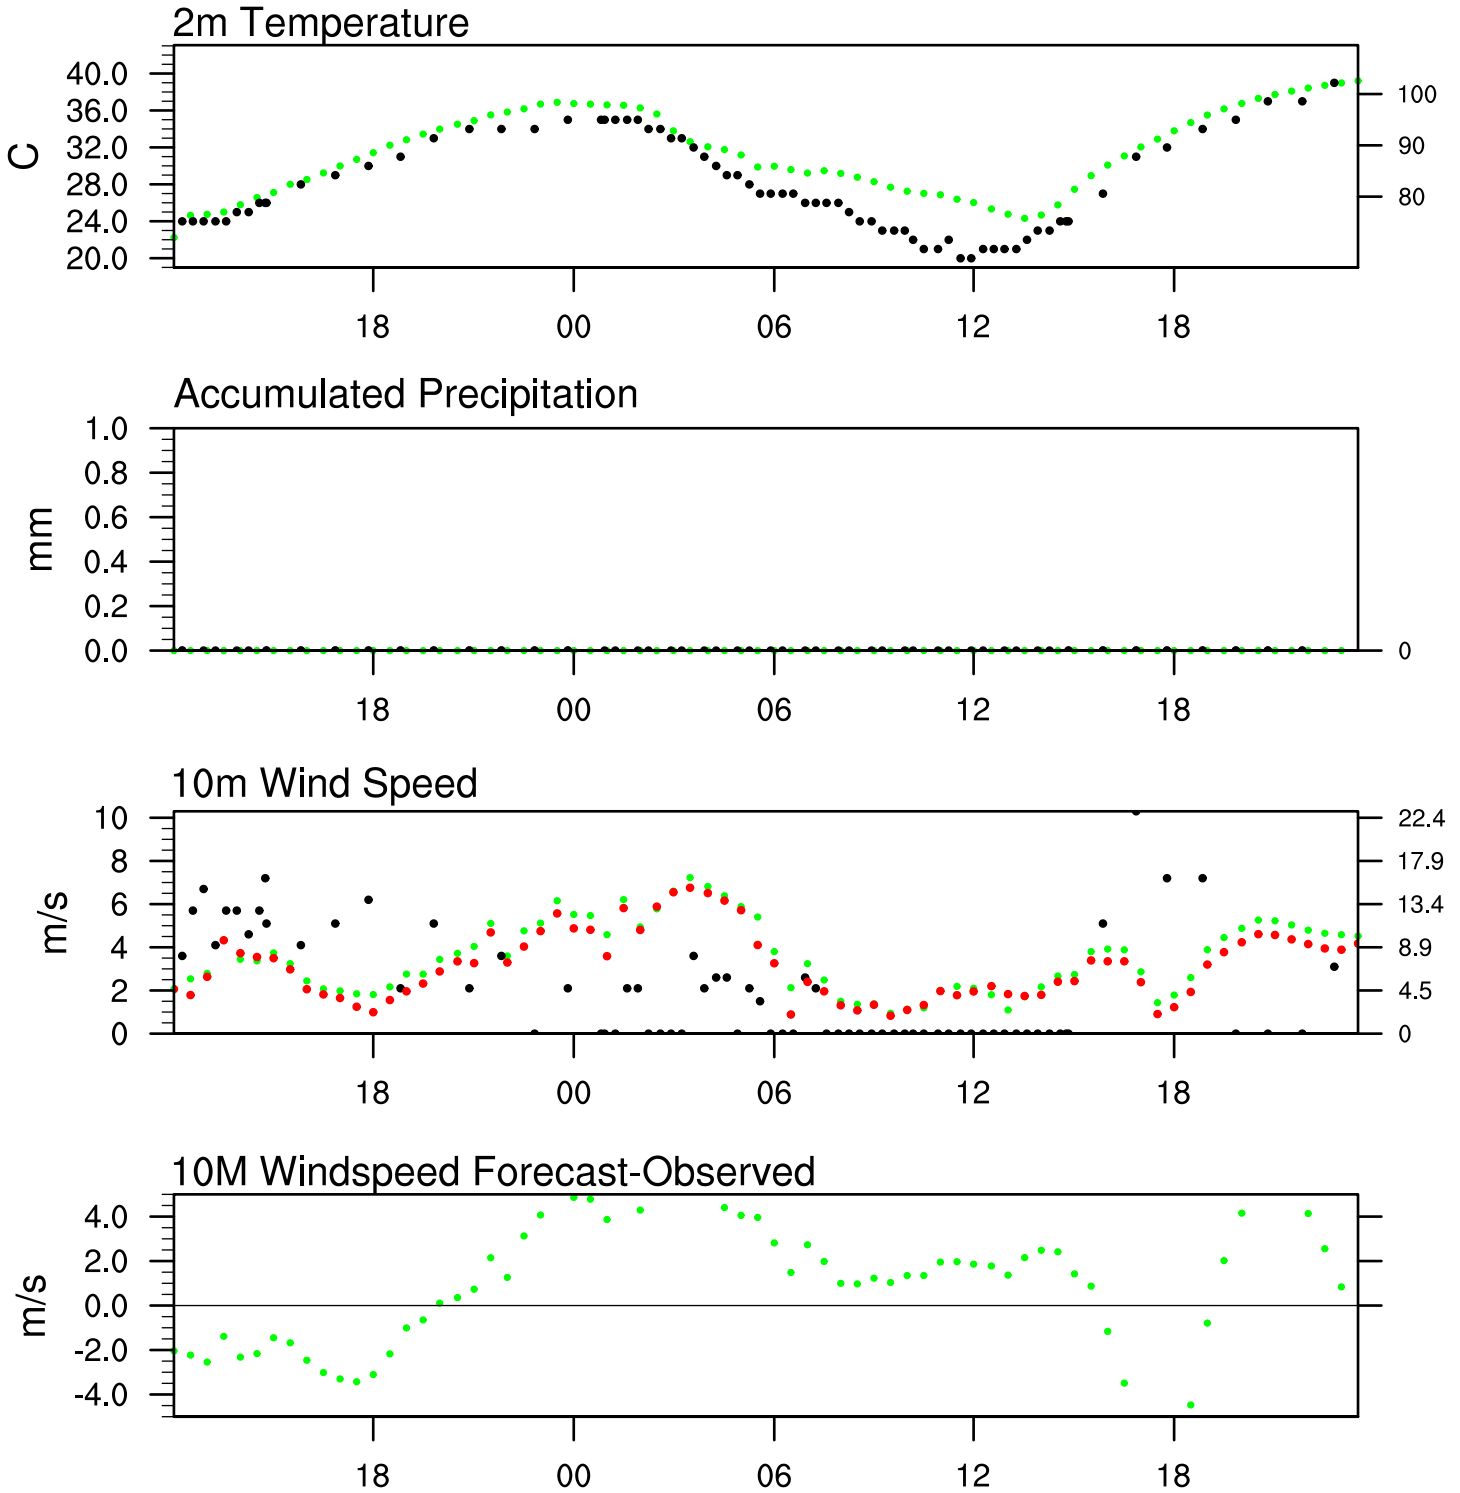 2m Temperature
40.0
36.0
32.0
28.0
24.0
20.0
C
100
90
80
18 00 06 12 18
Accumulated Precipitation
1.0
0.8
0.6
0.4
0.2
0.0
mm
0
18 00 06 12 18
10m Wind Speed
10
8
6
4
2
0
m/s
22.4
17.9
13.4
8.9
4.5
0
18 00 06 12 18
10M Windspeed Forecast-Observed
4.0
2.0
0.0
-2.0
-4.0
m/s
18 00 06 12 18